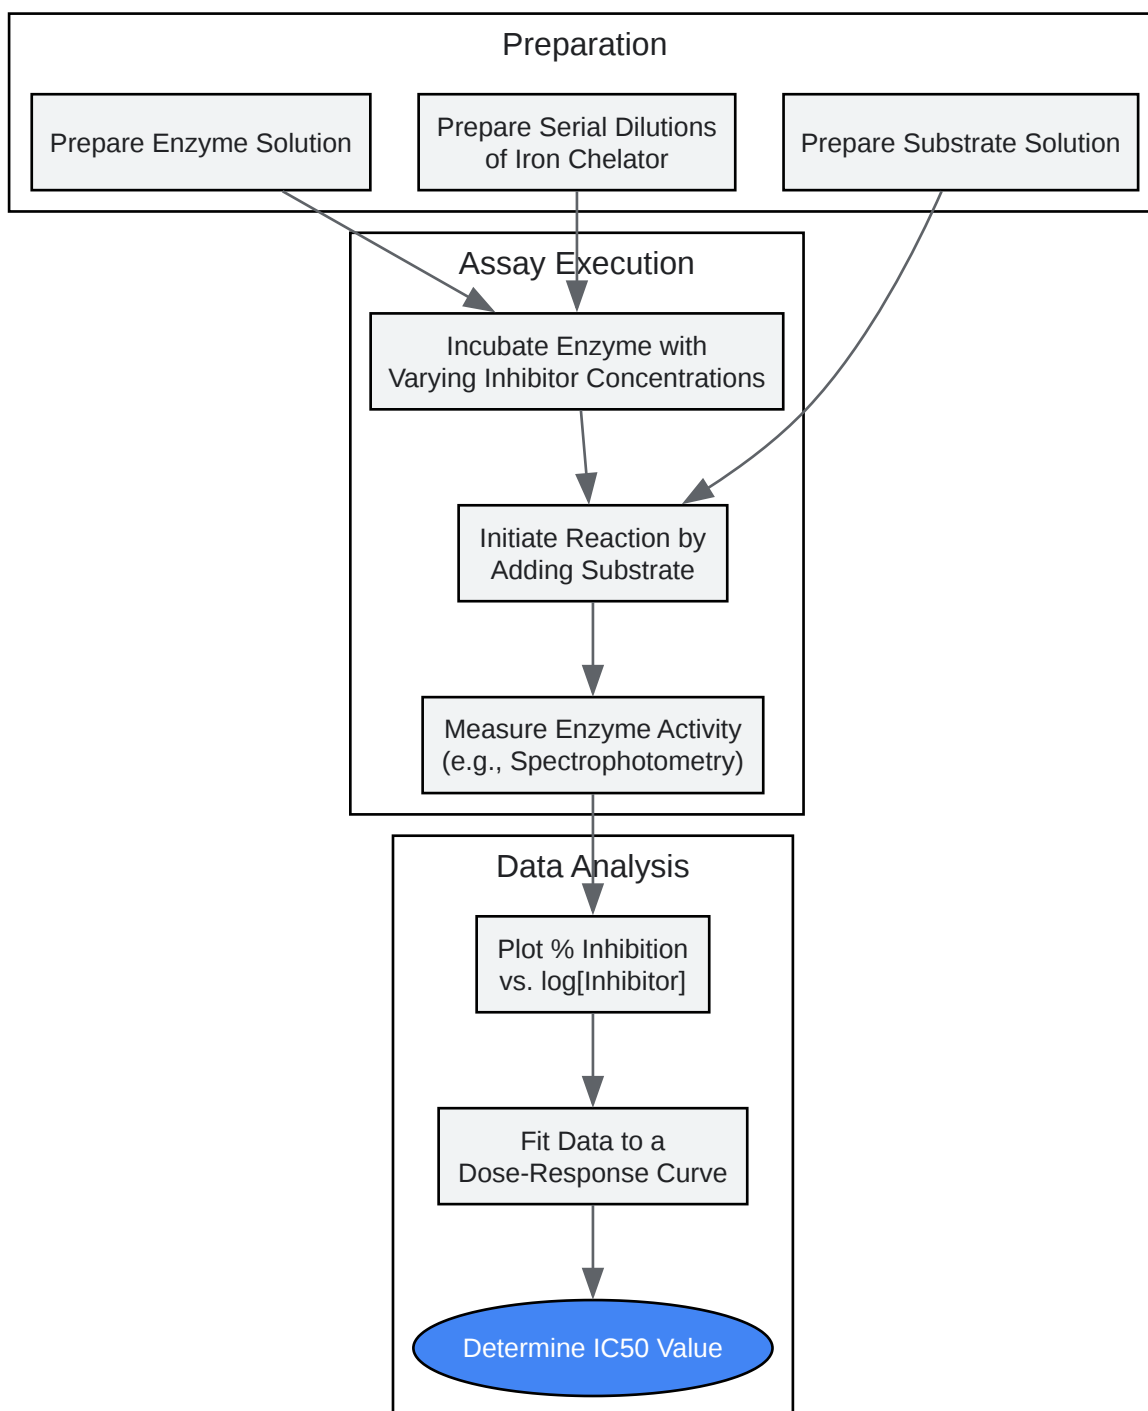 Preparation
Prepare Enzyme Solution
Prepare Serial Dilutions
of Iron Chelator
Prepare Substrate Solution
Assay Execution
Incubate Enzyme with
Varying Inhibitor Concentrations
Initiate Reaction by
Adding Substrate
Measure Enzyme Activity
(e.g., Spectrophotometry)
Data Analysis
Plot % Inhibition
vs. log[Inhibitor]
Fit Data to a
Dose-Response Curve
Determine IC50 Value